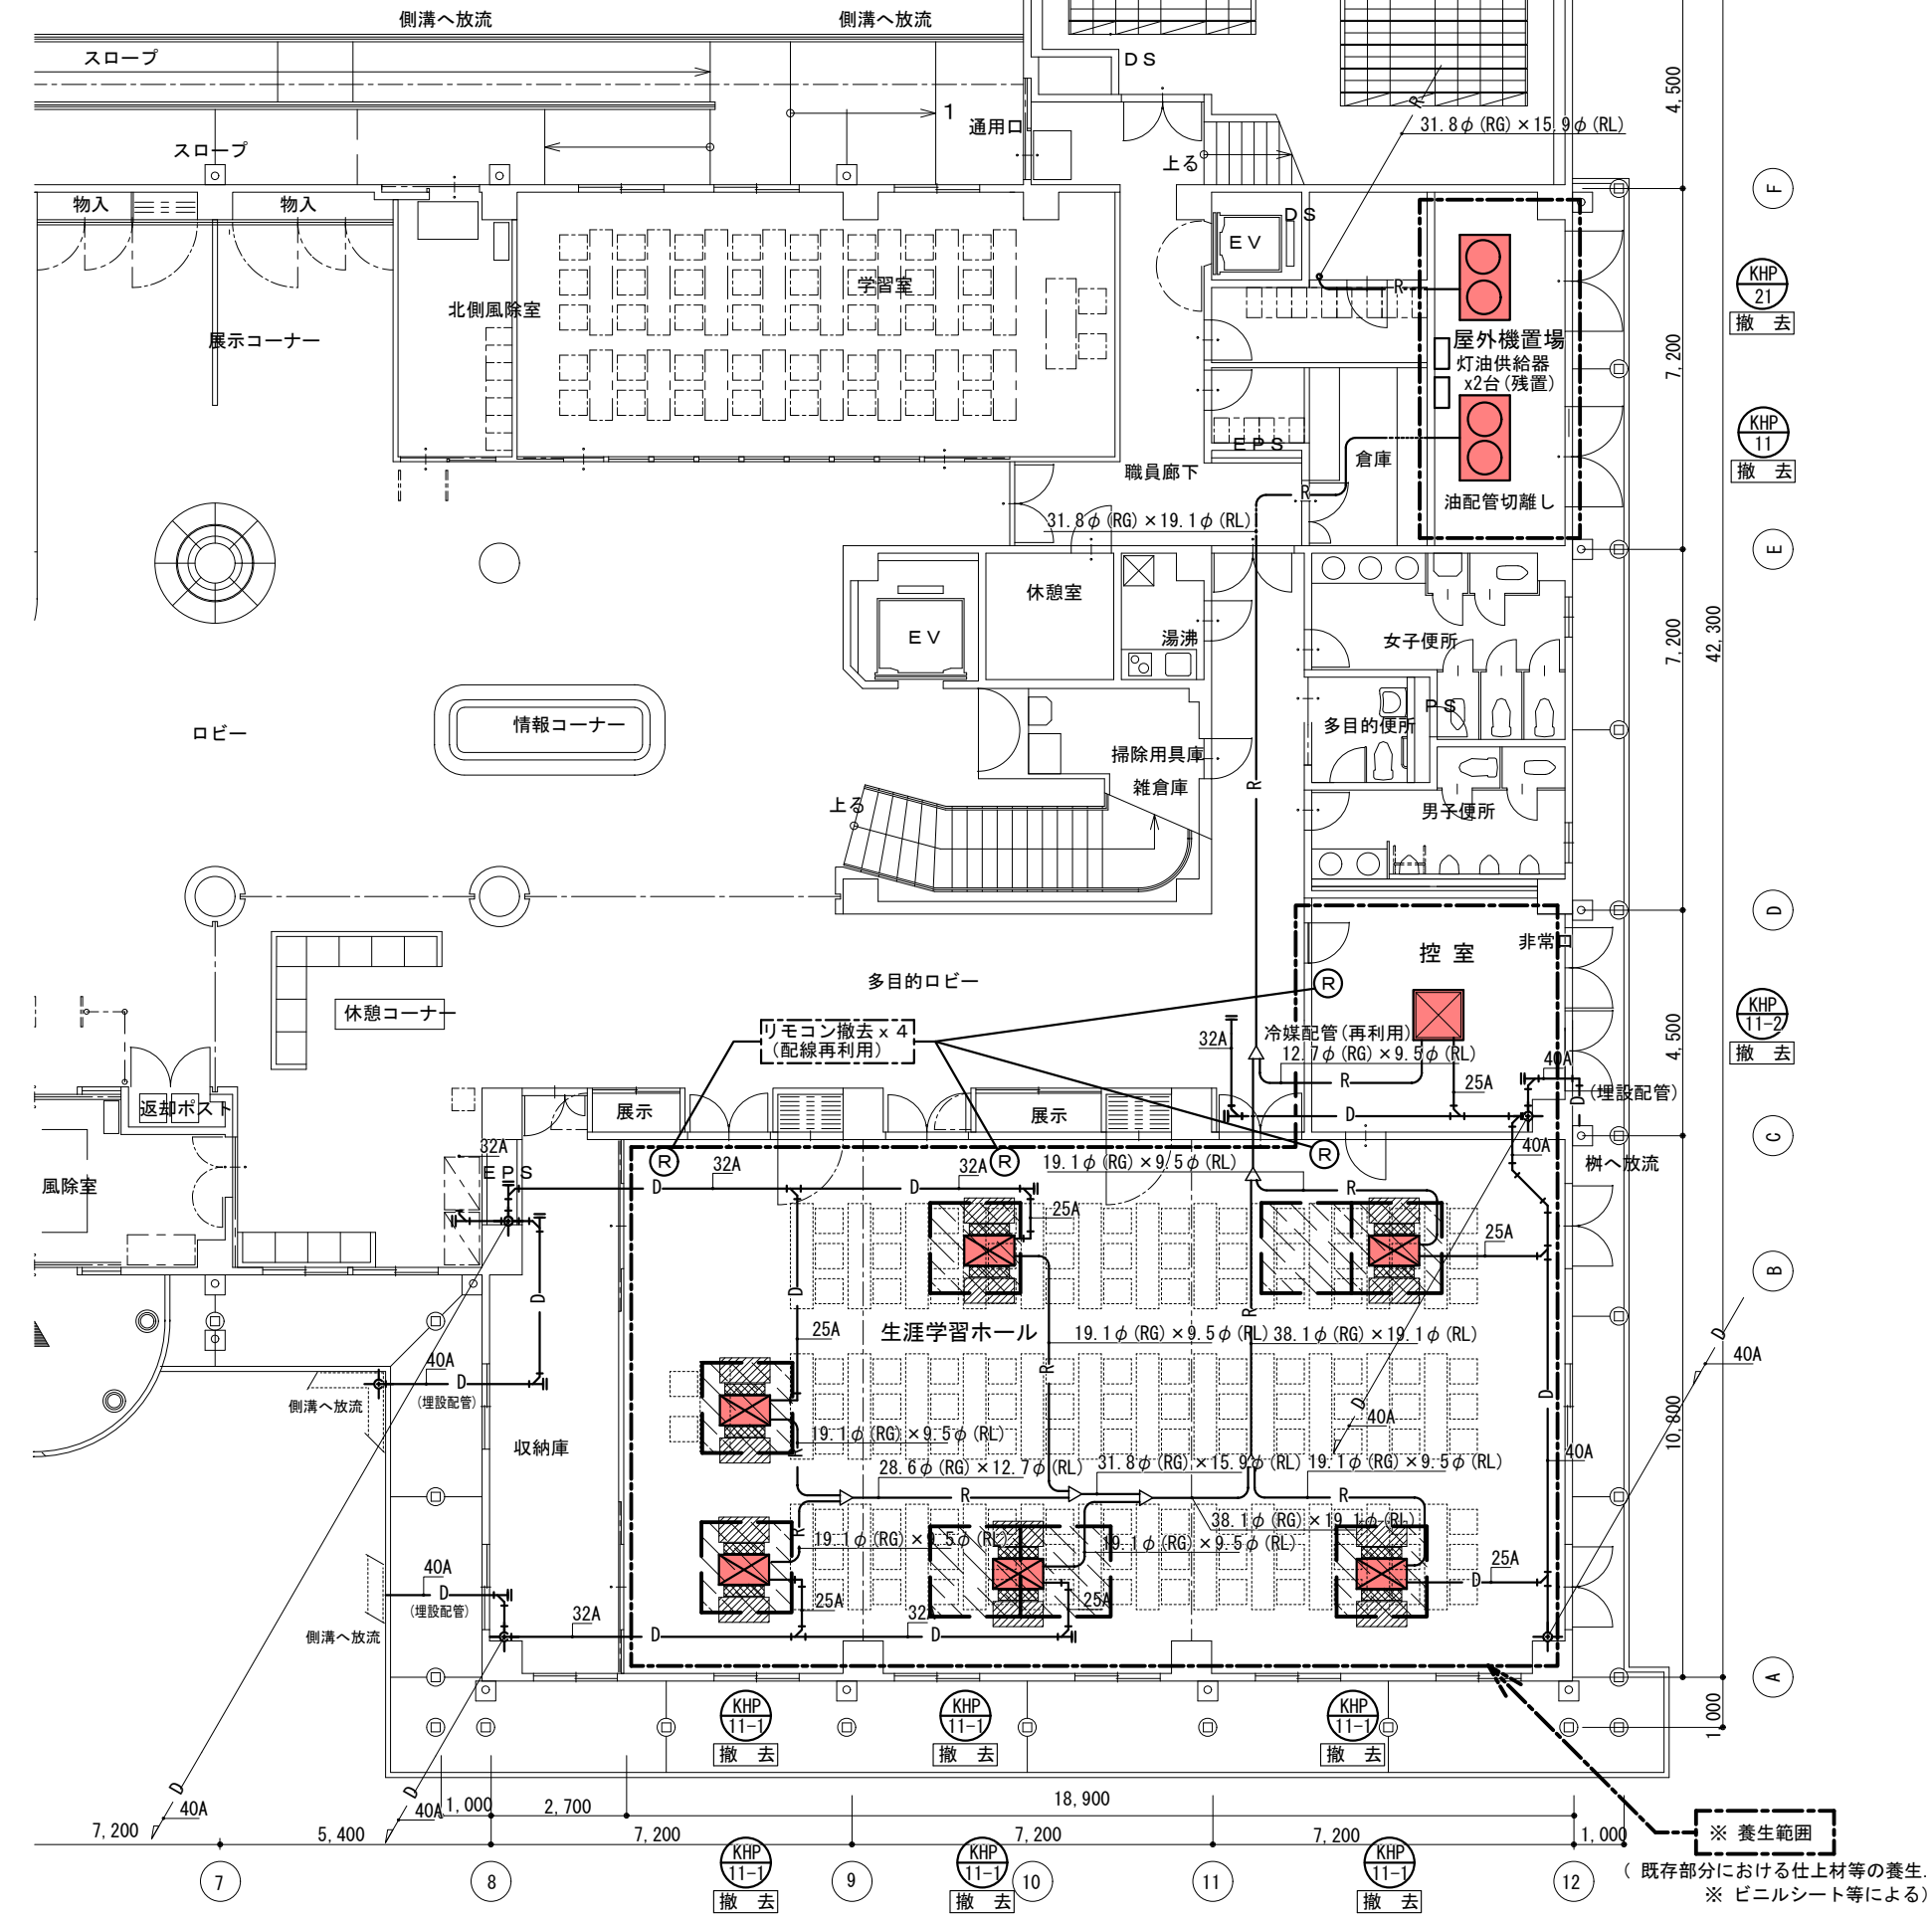 側溝へ放流
側溝へ放流
スロープ
DS
1
通用口
31.8φ(RG)×15.9φ(RL)
R
4,500
スロープ
上る
F
物入
物入
DS
EV
学習室
R
KHP
21
撤 去
北側風除室
展示コーナー
屋外機置場
灯油供給器
x2台(残置)
7,200
KHP
11
撤 去
EPS
倉庫
職員廊下
R
油配管切離し
31.8φ(RG)×19.1φ(RL)
E
休憩室
EV
湯沸
女子便所
7,200
42,300
PS
情報コーナー
ロビー
多目的便所
掃除用具庫
雑倉庫
R
上る
男子便所
D
控 室
非常口
多目的ロビー
R
休憩コーナー
リモコン撤去x4
(配線再利用)
32A
冷媒配管(再利用)
12.7φ(RG)×9.5φ(RL)
KHP
11-2
撤 去
4,500
R
25A
40A
D
(埋設配管)
返却ポスト
展示
展示
D
C
32A
EPS
R
32A
R
32A
19.1φ(RG)×9.5φ(RL)
R
40A
桝へ放流
風除室
D
D
R
25A
25A
D
D
R
B
生涯学習ホール
25A
19.1φ(RG)×9.5φ(RL)
38.1φ(RG)×19.1φ(RL)
D
40A
40A
D
(埋設配管)
側溝へ放流
R
D
D
40A
収納庫
19.1φ(RG)×9.5φ(RL)
R
10,800
40A
28.6φ(RG)×12.7φ(RL)
31.8φ(RG)×15.9φ(RL)
19.1φ(RG)×9.5φ(RL)
R
R
38.1φ(RG)×19.1φ(RL)
19.1φ(RG)×9.5φ(RL)
R
19.1φ(RG)×9.5φ(RL)
40A
D
(埋設配管)
側溝へ放流
25A
25A
D
25A
32A
D
32A
D
A
KHP
11-1
撤 去
KHP
11-1
撤 去
KHP
11-1
撤 去
1,000
D
40A
D
40A
1,000
2,700
18,900
7,200
5,400
7,200
7,200
7,200
1,000
※ 養生範囲
( 既存部分における仕上材等の養生.
※ ビニルシート等による)
7
8
KHP
11-1
撤 去
9
KHP
11-1
撤 去
10
11
KHP
11-1
撤 去
12